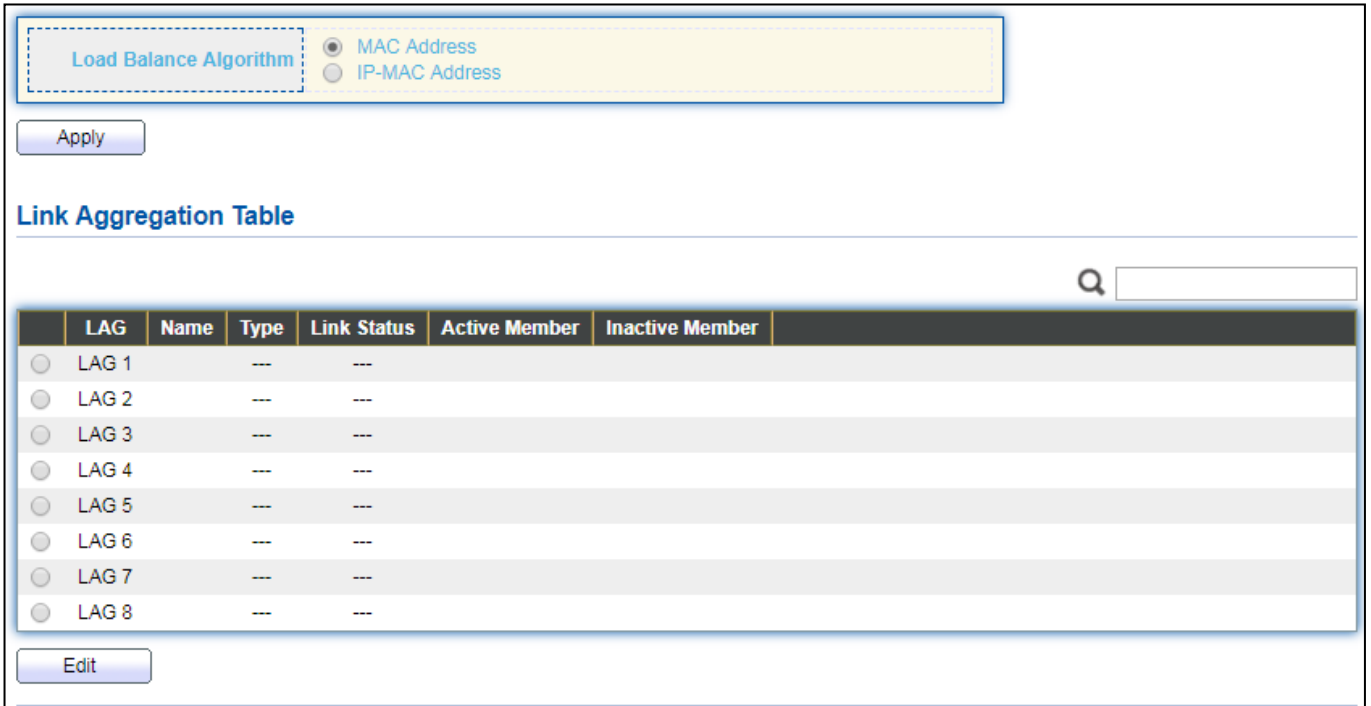 Load Balance Algorithm
MAC Address
IP-MAC Address
Apply
Link Aggregation Table
LAG Name Type Link Status Active Member Inactive Member
LAG 1 --- ---
LAG 2 --- ---
LAG 3 --- ---
LAG 4 --- ---
LAG 5 --- ---
LAG 6 --- ---
LAG 7 --- ---
LAG 8 --- ---
Edit